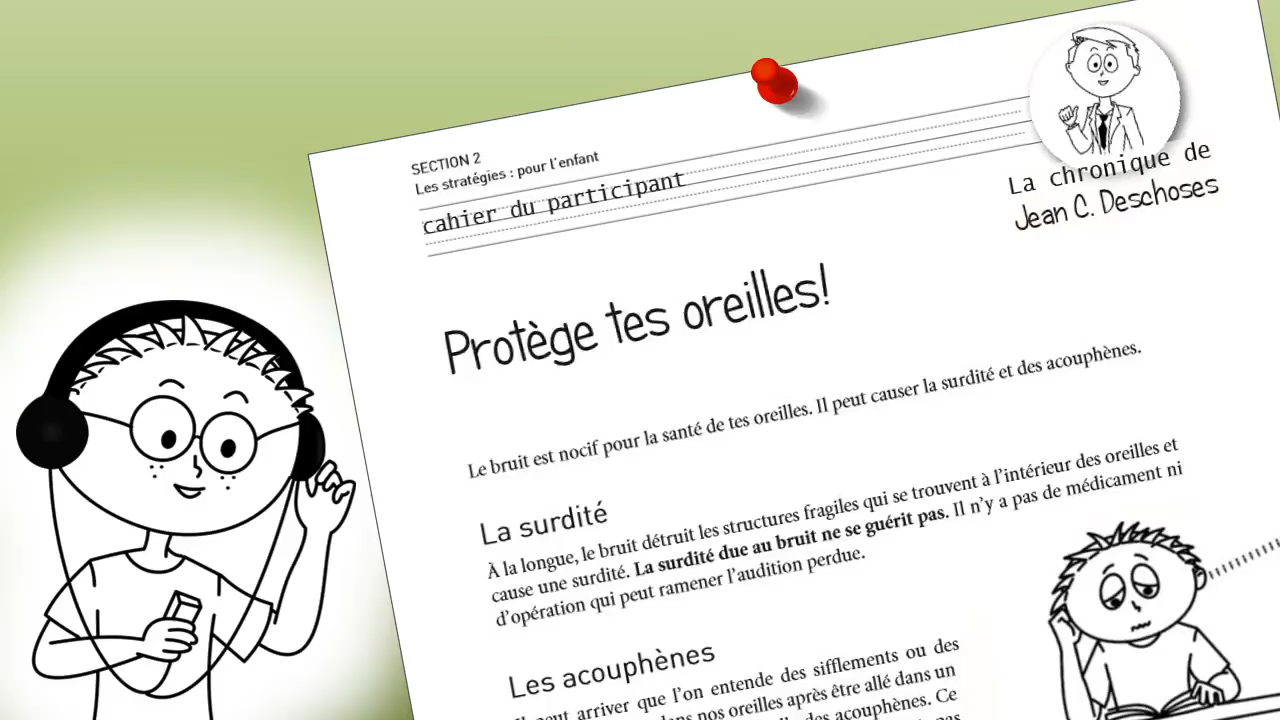 SECTION 2
Les stratégies : pour l'enfant
cahier du participant
La chronique de
Jean C. Deschoses
Protège tes oreilles!
Le bruit est nocif pour la santé de tes oreilles. Il peut causer la surdité et des acouphènes.
La surdité
À la longue, le bruit détruit les structures fragiles qui se trouvent à l'intérieur des oreilles et
cause une surdité. La surdité due au bruit ne se guérit pas. Il n'y a pas de médicament ni
d'opération qui peut ramener l'audition perdue.
Les acouphènes
Il peut arriver que l'on entende des sifflements ou des
dans nos oreilles après être allé dans un
des acouphènes. Ce
pas